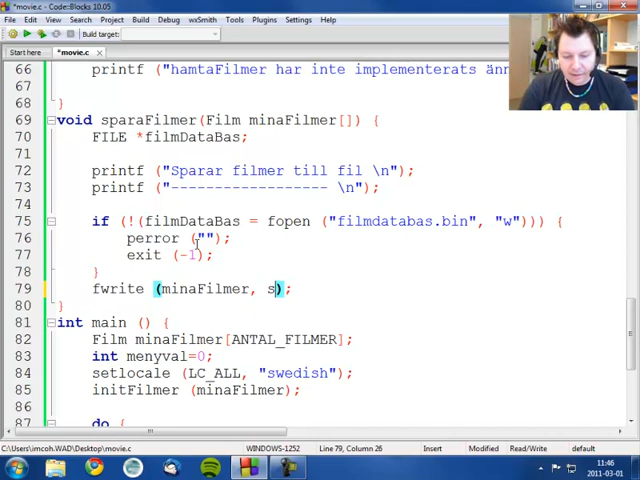 *movie.c - Code::Blocks 10.05
File Edit View Search Project Build Debug wxSmith Tools Plugins Settings Help
Build target:
Start here *movie.c
66 printf ("hamtaFilmer har inte implementerats änn
67
68 }
69 void sparaFilmer(Film minaFilmer[]) {
70 FILE *filmDataBas;
71
72 printf ("Sparar filmer till fil \n");
73 printf ("------------------ \n");
74
75 if (!(filmDataBas = fopen ("filmdatabas.bin", "w"))) {
76 perror ("");
77 exit (-1);
78 }
79 fwrite (minaFilmer, s);
80 }
81 int main () {
82 Film minaFilmer[ANTAL_FILMER];
83 int menyval=0;
84 setlocale (LC_ALL, "swedish");
85 initFilmer (minaFilmer);
86
87 do {
C:\Users\imcoh.WAD\Desktop\movie.c WINDOWS-1252 Line 79, Column 26 Insert Modified Read/Write default
11:46
2011-03-01